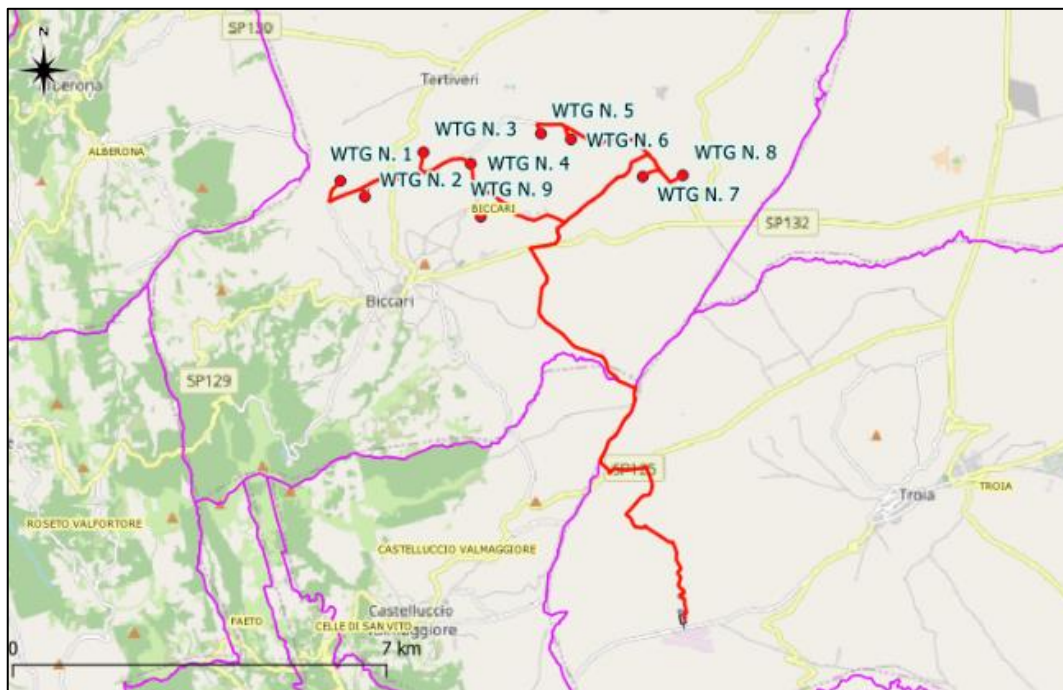 SP130
N
Tertiveri
ALBERONA
WTG N. 5
WTG N. 3
WTG N. 6
WTG N. 1
WTG N. 4
WTG N. 8
WTG N. 2
WTG N. 9
WTG N. 7
BICCARI
SP132
Biccari
SP129
SP125
TROIA
Troia
ROSETO VALFORTORE
CASTELLUCCIO VALMAGGIORE
Castelluccio
Valmaggiore
FAETO
CELLE DI SAN VITO
0
7 km